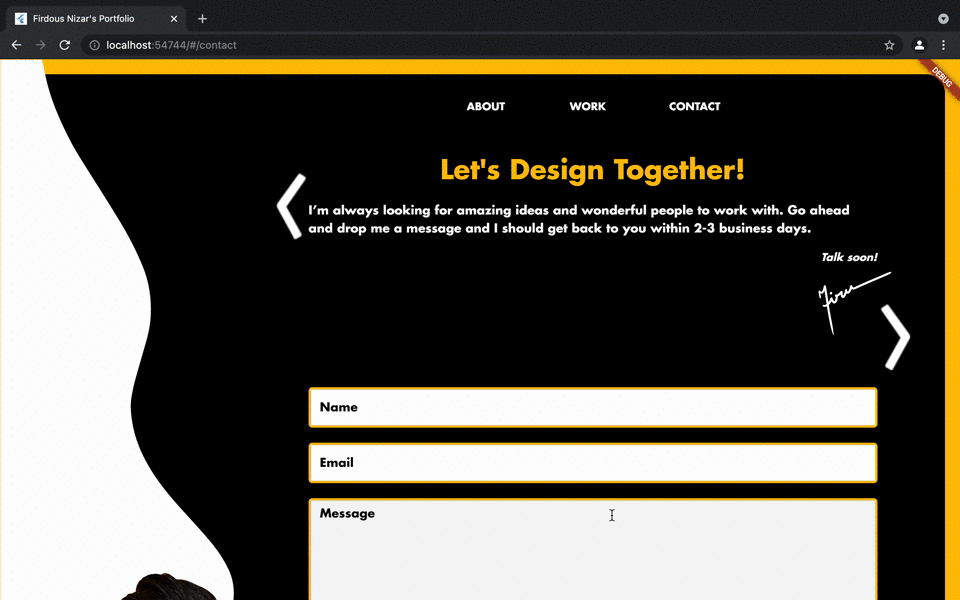 Firdous Nizar's Portfolio
localhost:54744/#/contact
DEBUG
ABOUT WORK CONTACT
Let's Design Together!
I'm always looking for amazing ideas and wonderful people to work with. Go ahead
and drop me a message and I should get back to you within 2-3 business days.
Talk soon!
Name
Email
Message